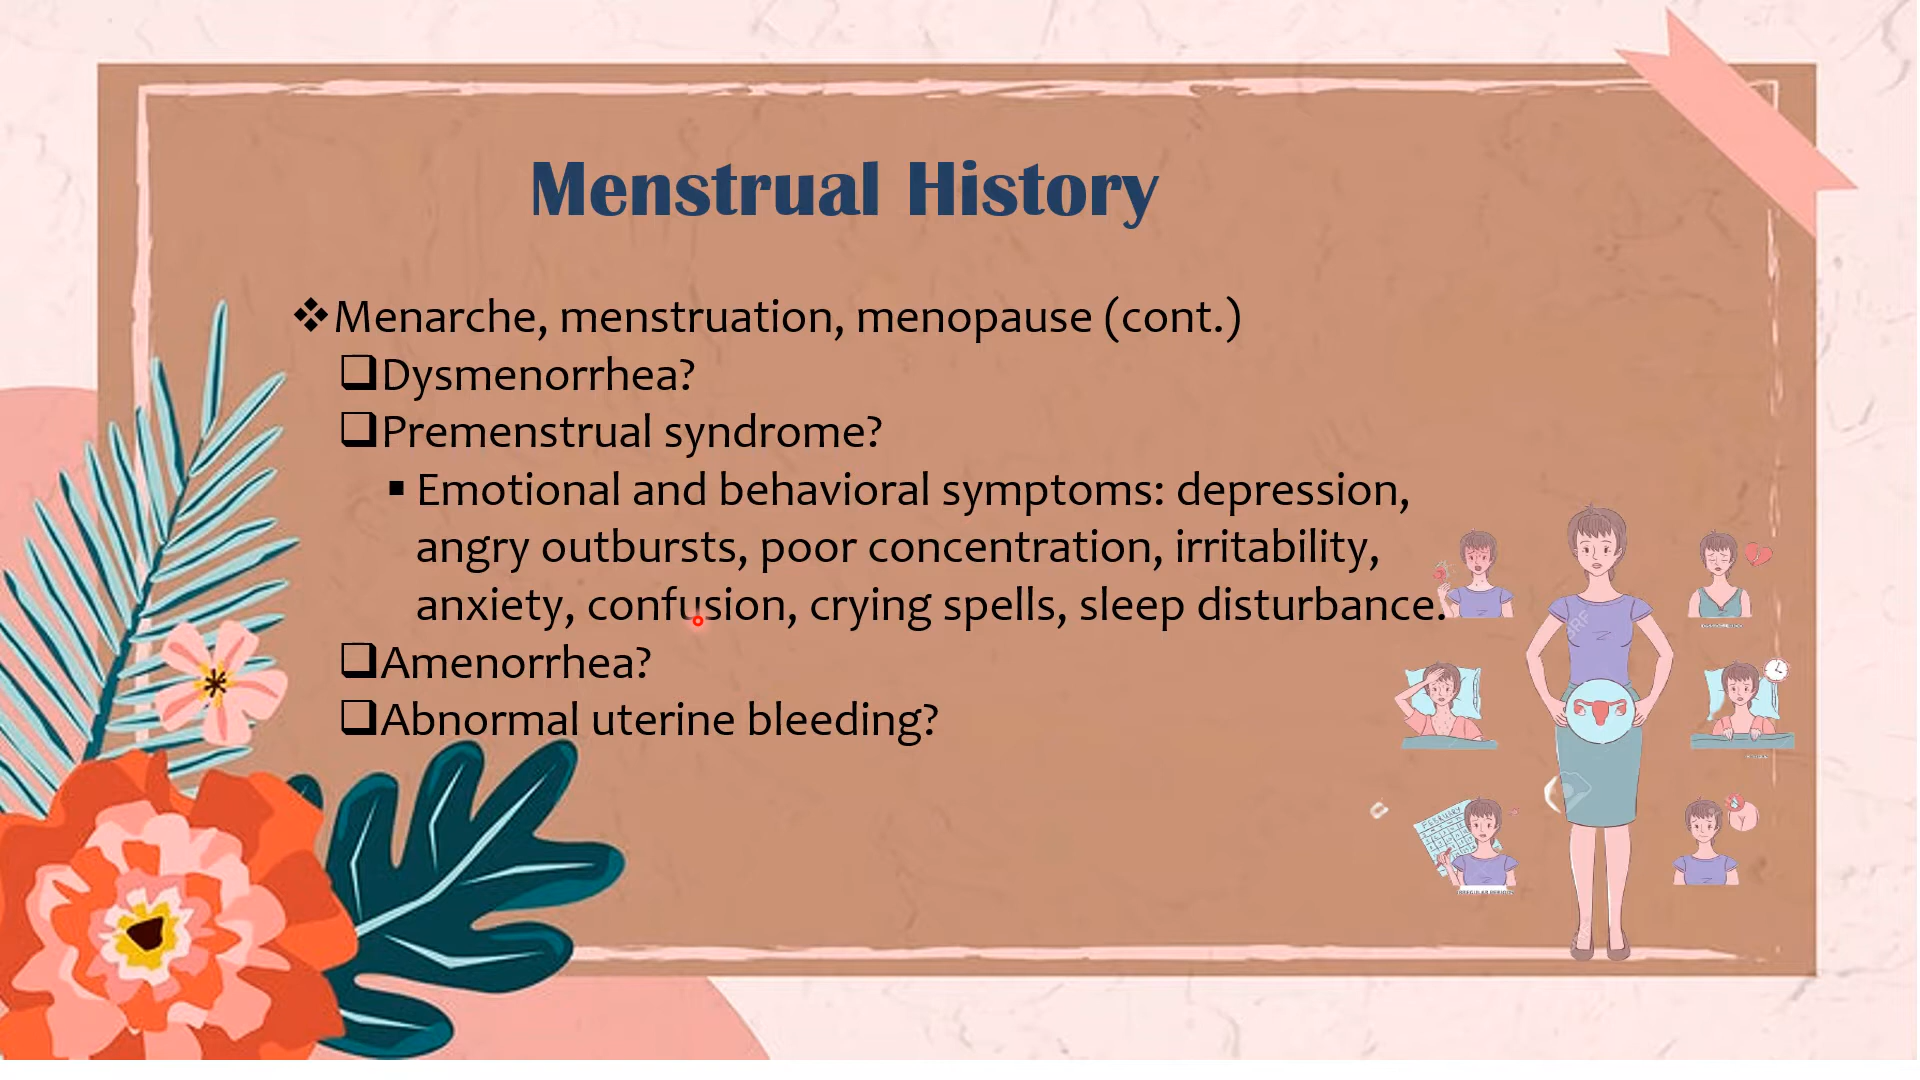 Menstrual History
❖Menarche, menstruation, menopause (cont.)
❑Dysmenorrhea?
❑Premenstrual syndrome?
▪Emotional and behavioral symptoms: depression,
angry outbursts, poor concentration, irritability,
anxiety, confusion, crying spells, sleep disturbance.
❑Amenorrhea?
❑Abnormal uterine bleeding?
FEBRUARY